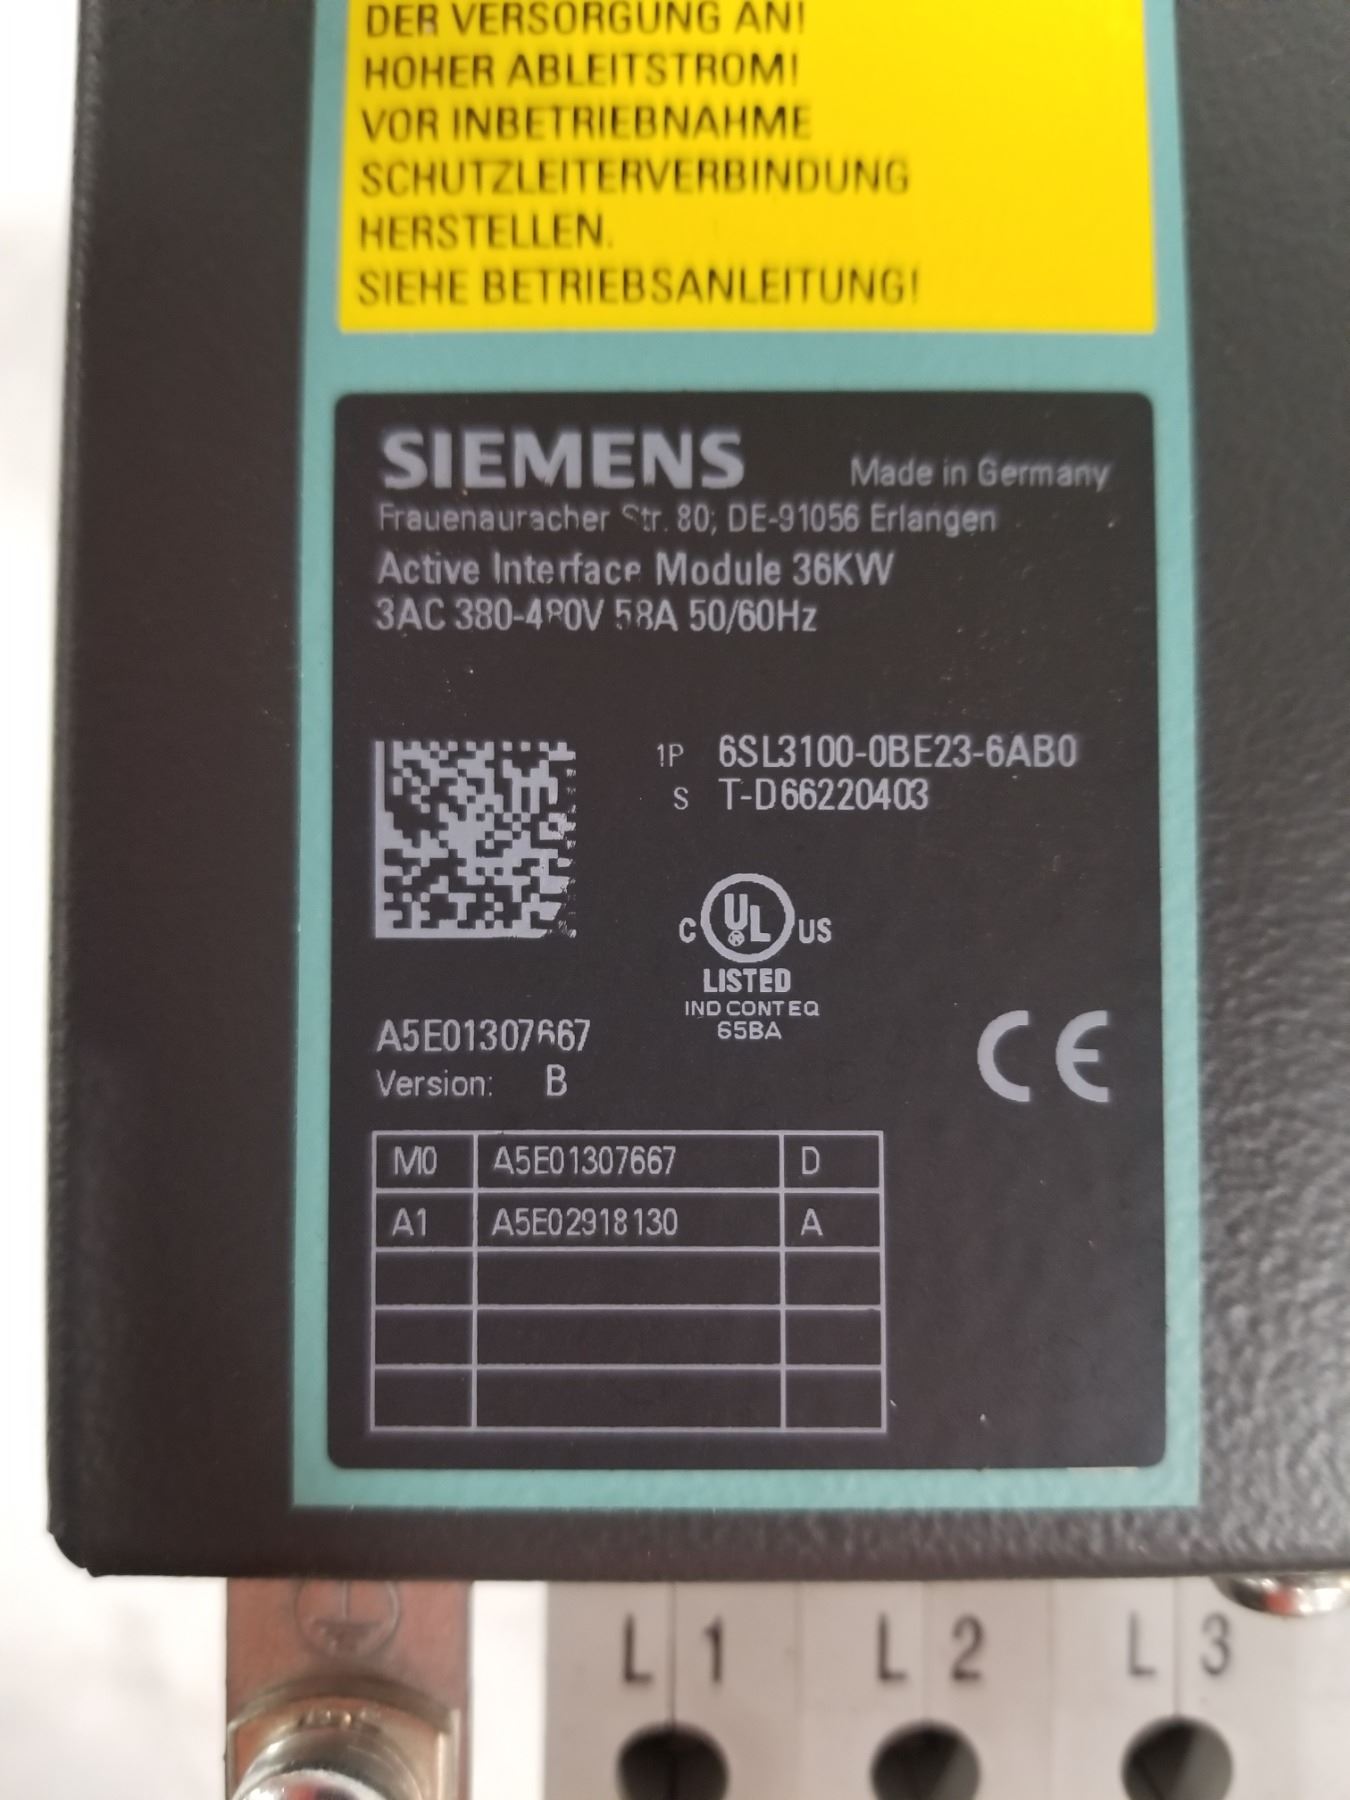 DER VERSORGUNG AN!
HOHER ABLEITSTROM!
VOR INBETRIEBNAHME
SCHUTZLEITERVERBINDUNG
HERSTELLEN.
SIEHE BETRIEBSANLEITUNG!
SIEMENS Made in Germany
Frauenauracher Str. 80; DE-91056 Erlangen
Active Interface Module 36KW
3AC 380-480V 58A 50/60Hz
1P 6SL3100-0BE23-6AB0
S T-D66220403
C UL US
LISTED
IND CONT EQ
65BA
A5E01307667
Version: B
CE
M0 A5E01307667 D
A1 A5E02918130 A
L1 L2 L3